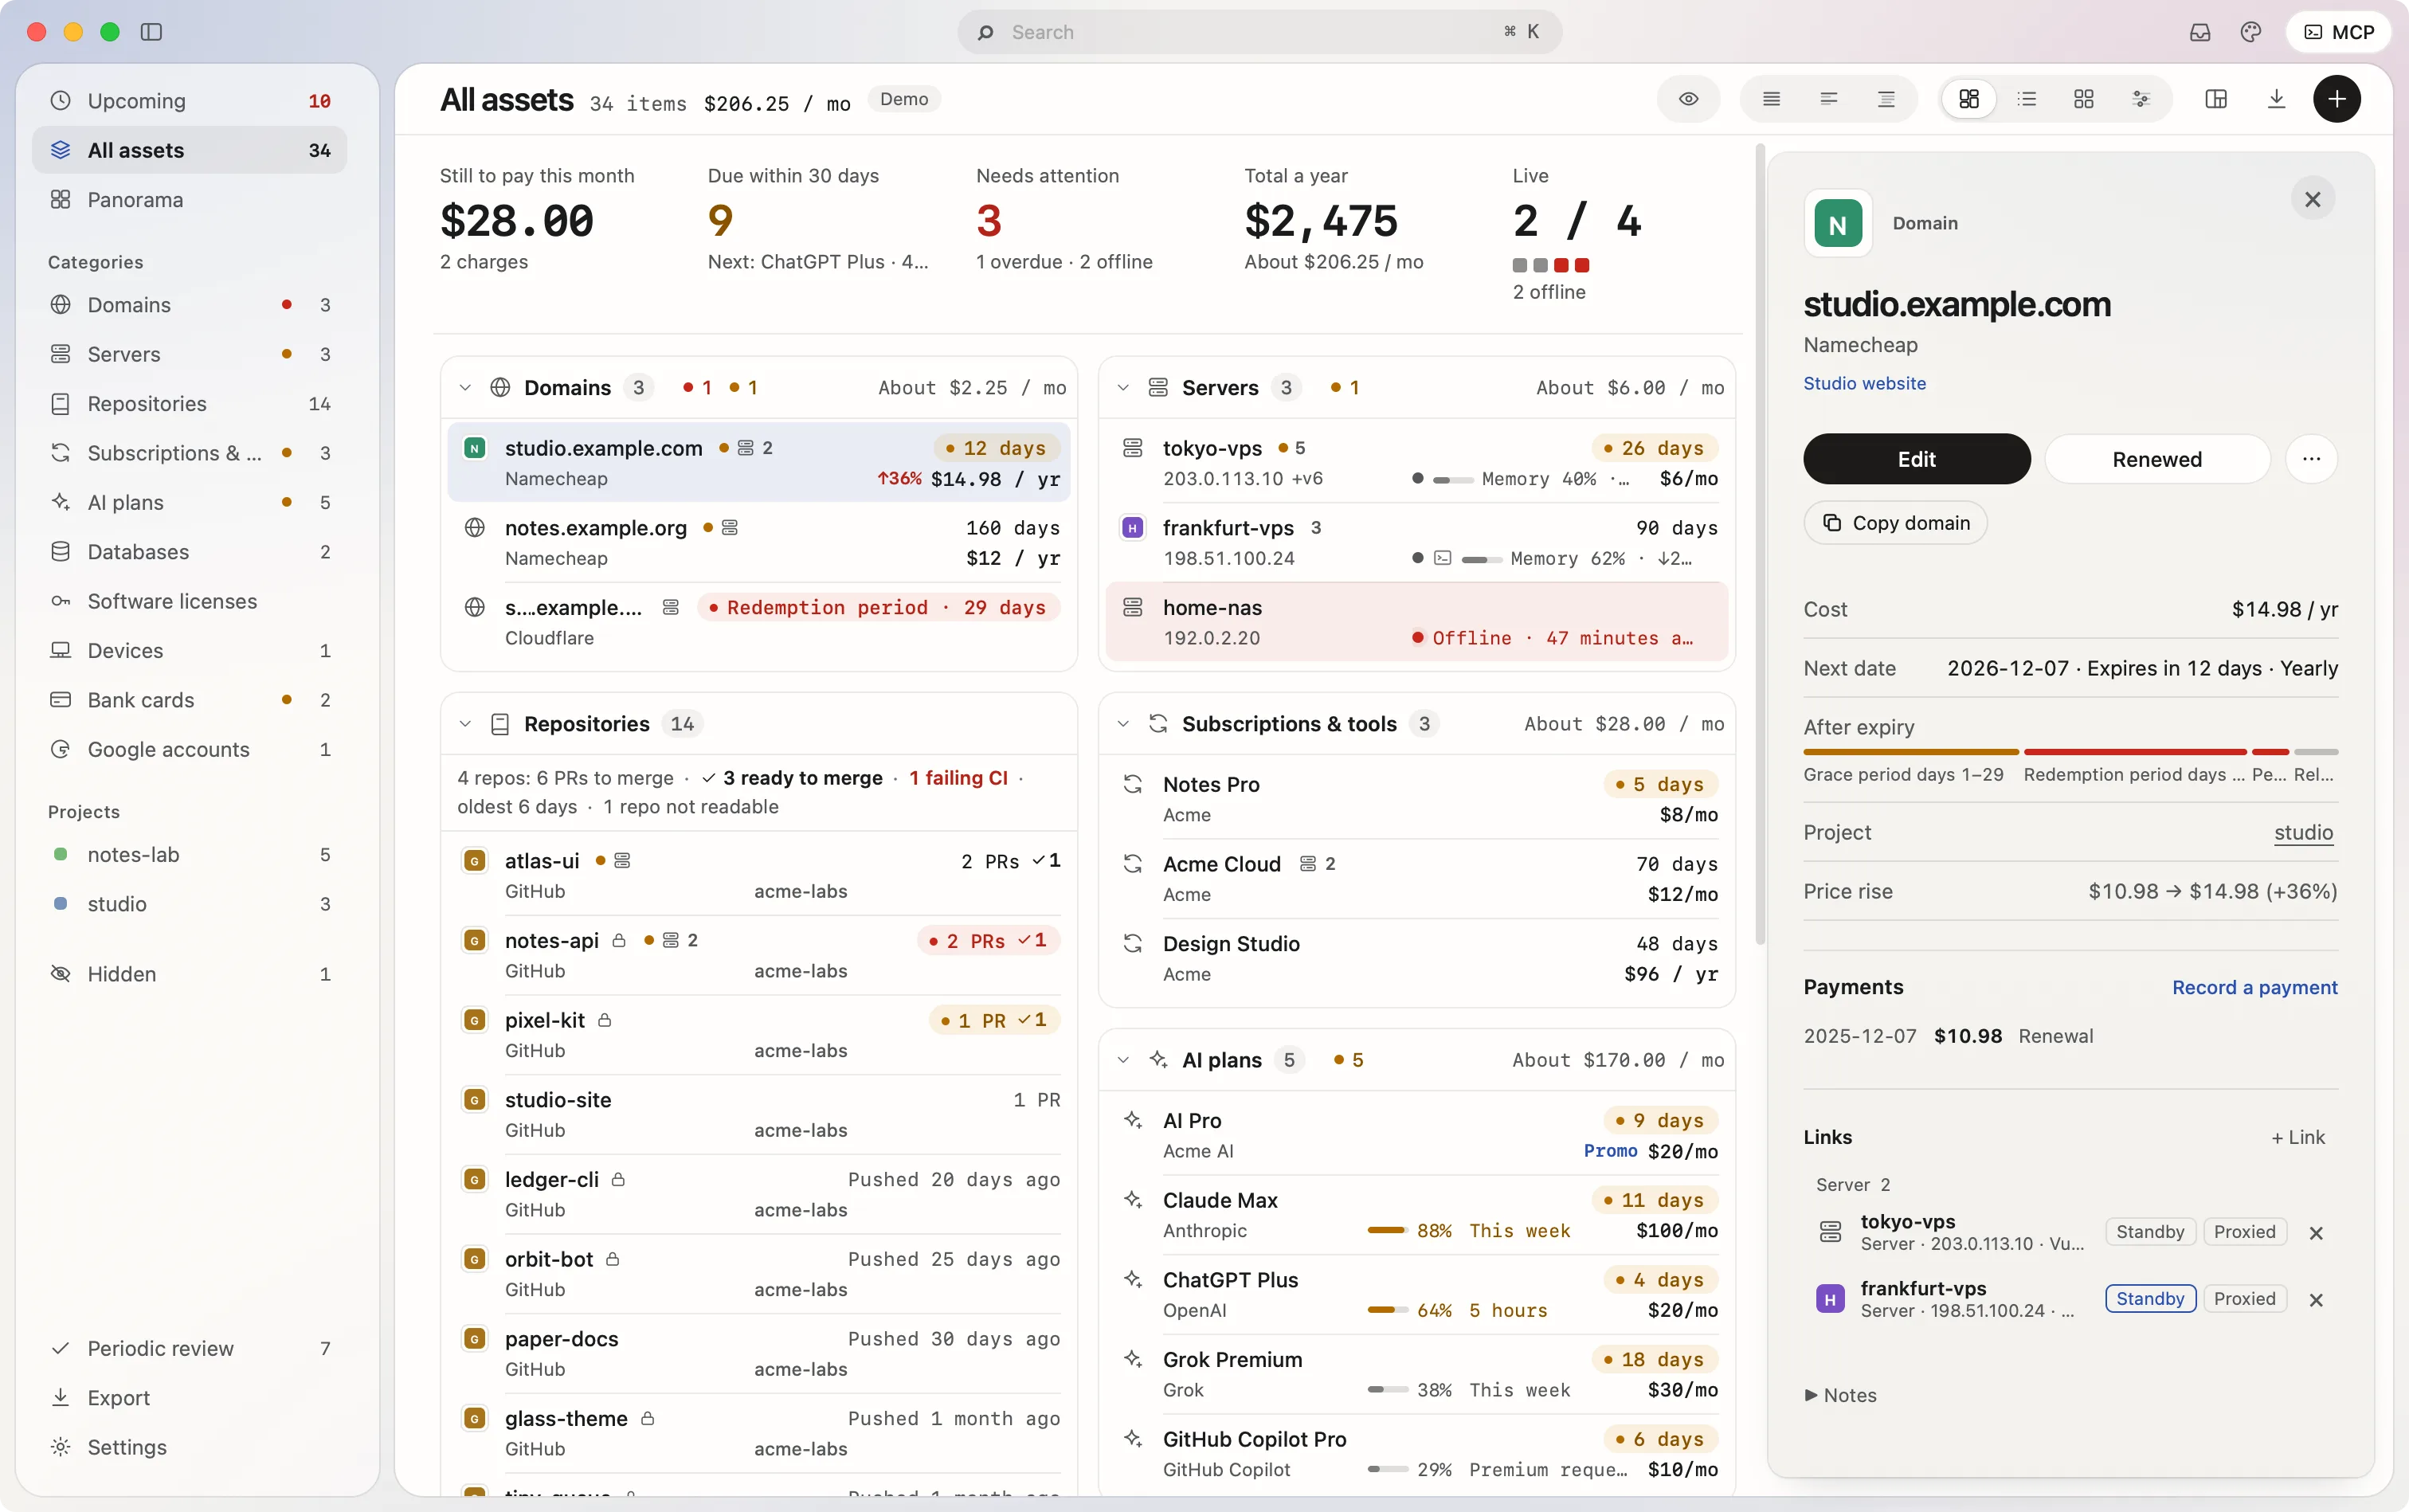 Search ⌘ K
MCP
Upcoming 10
All assets 34
Panorama
Categories
Domains 3
Servers 3
Repositories 14
Subscriptions & ... 3
AI plans 5
Databases 2
Software licenses
Devices 1
Bank cards 2
Google accounts 1
Projects
notes-lab 5
studio 3
Hidden 1
Periodic review 7
Export
Settings
All assets 34 items $206.25 / mo Demo
Still to pay this month
$28.00
2 charges
Due within 30 days
9
Next: ChatGPT Plus · 4...
Needs attention
3
1 overdue · 2 offline
Total a year
$2,475
About $206.25 / mo
Live
2 / 4
2 offline
Domains 3 1 1 About $2.25 / mo
N studio.example.com 2 12 days
Namecheap ↑36% $14.98 / yr
notes.example.org 160 days
Namecheap $12 / yr
s....example.... Redemption period · 29 days
Cloudflare
Servers 3 1 About $6.00 / mo
tokyo-vps 5 26 days
203.0.113.10 +v6 Memory 40% ·... $6/mo
H frankfurt-vps 3 90 days
198.51.100.24 Memory 62% · ↓2...
home-nas
192.0.2.20 Offline · 47 minutes a...
Repositories 14
4 repos: 6 PRs to merge · ✓ 3 ready to merge · 1 failing CI ·
oldest 6 days · 1 repo not readable
G atlas-ui 2 PRs ✓1
GitHub acme-labs
G notes-api 2 2 PRs ✓1
GitHub acme-labs
G pixel-kit 1 PR ✓1
GitHub acme-labs
G studio-site 1 PR
GitHub acme-labs
G ledger-cli Pushed 20 days ago
GitHub acme-labs
G orbit-bot Pushed 25 days ago
GitHub acme-labs
G paper-docs Pushed 30 days ago
GitHub acme-labs
G glass-theme Pushed 1 month ago
GitHub acme-labs
Pushed 1 month ago
Subscriptions & tools 3 About $28.00 / mo
Notes Pro 5 days
Acme $8/mo
Acme Cloud 2 70 days
Acme $12/mo
Design Studio 48 days
Acme $96 / yr
AI plans 5 5 About $170.00 / mo
AI Pro 9 days
Acme AI Promo $20/mo
Claude Max 11 days
Anthropic 88% This week $100/mo
ChatGPT Plus 4 days
OpenAI 64% 5 hours $20/mo
Grok Premium 18 days
Grok 38% This week $30/mo
GitHub Copilot Pro 6 days
GitHub Copilot 29% Premium reque... $10/mo
N Domain
studio.example.com
Namecheap
Studio website
Edit Renewed ...
Copy domain
Cost $14.98 / yr
Next date 2026-12-07 · Expires in 12 days · Yearly
After expiry
Grace period days 1–29 Redemption period days ... Pe... Rel...
Project studio
Price rise $10.98 → $14.98 (+36%)
Payments Record a payment
2025-12-07 $10.98 Renewal
Links + Link
Server 2
tokyo-vps
Server · 203.0.113.10 · Vu... Standby Proxied
H frankfurt-vps
Server · 198.51.100.24 · ... Standby Proxied
Notes